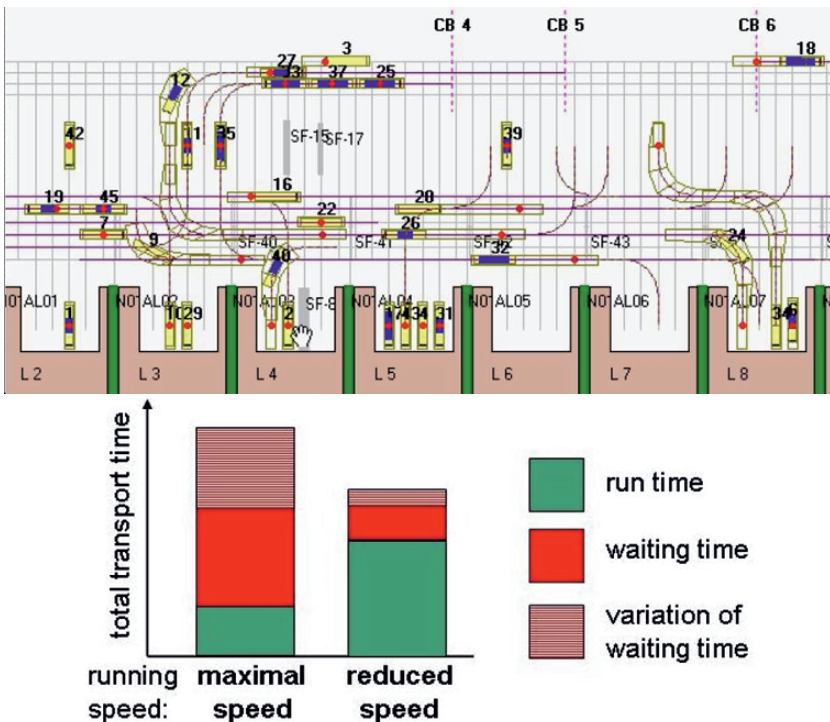 CB 4
CB 5
CB 6
3
18
27
33
37
25
12
42
11
35
SF-15
SF-17
39
16
19
45
20
22
7
26
9
SF-40
SF-41
SF-43
24
40
32
N01AL01
N01AL02
SF-8
N01AL05
N01AL06
N01AL07
1
10
29
2
17
31
34
6
L 2
L 3
L 4
L 5
L 6
L 7
L 8
total transport time
run time
waiting time
variation of
waiting time
running
speed:
maximal
speed
reduced
speed